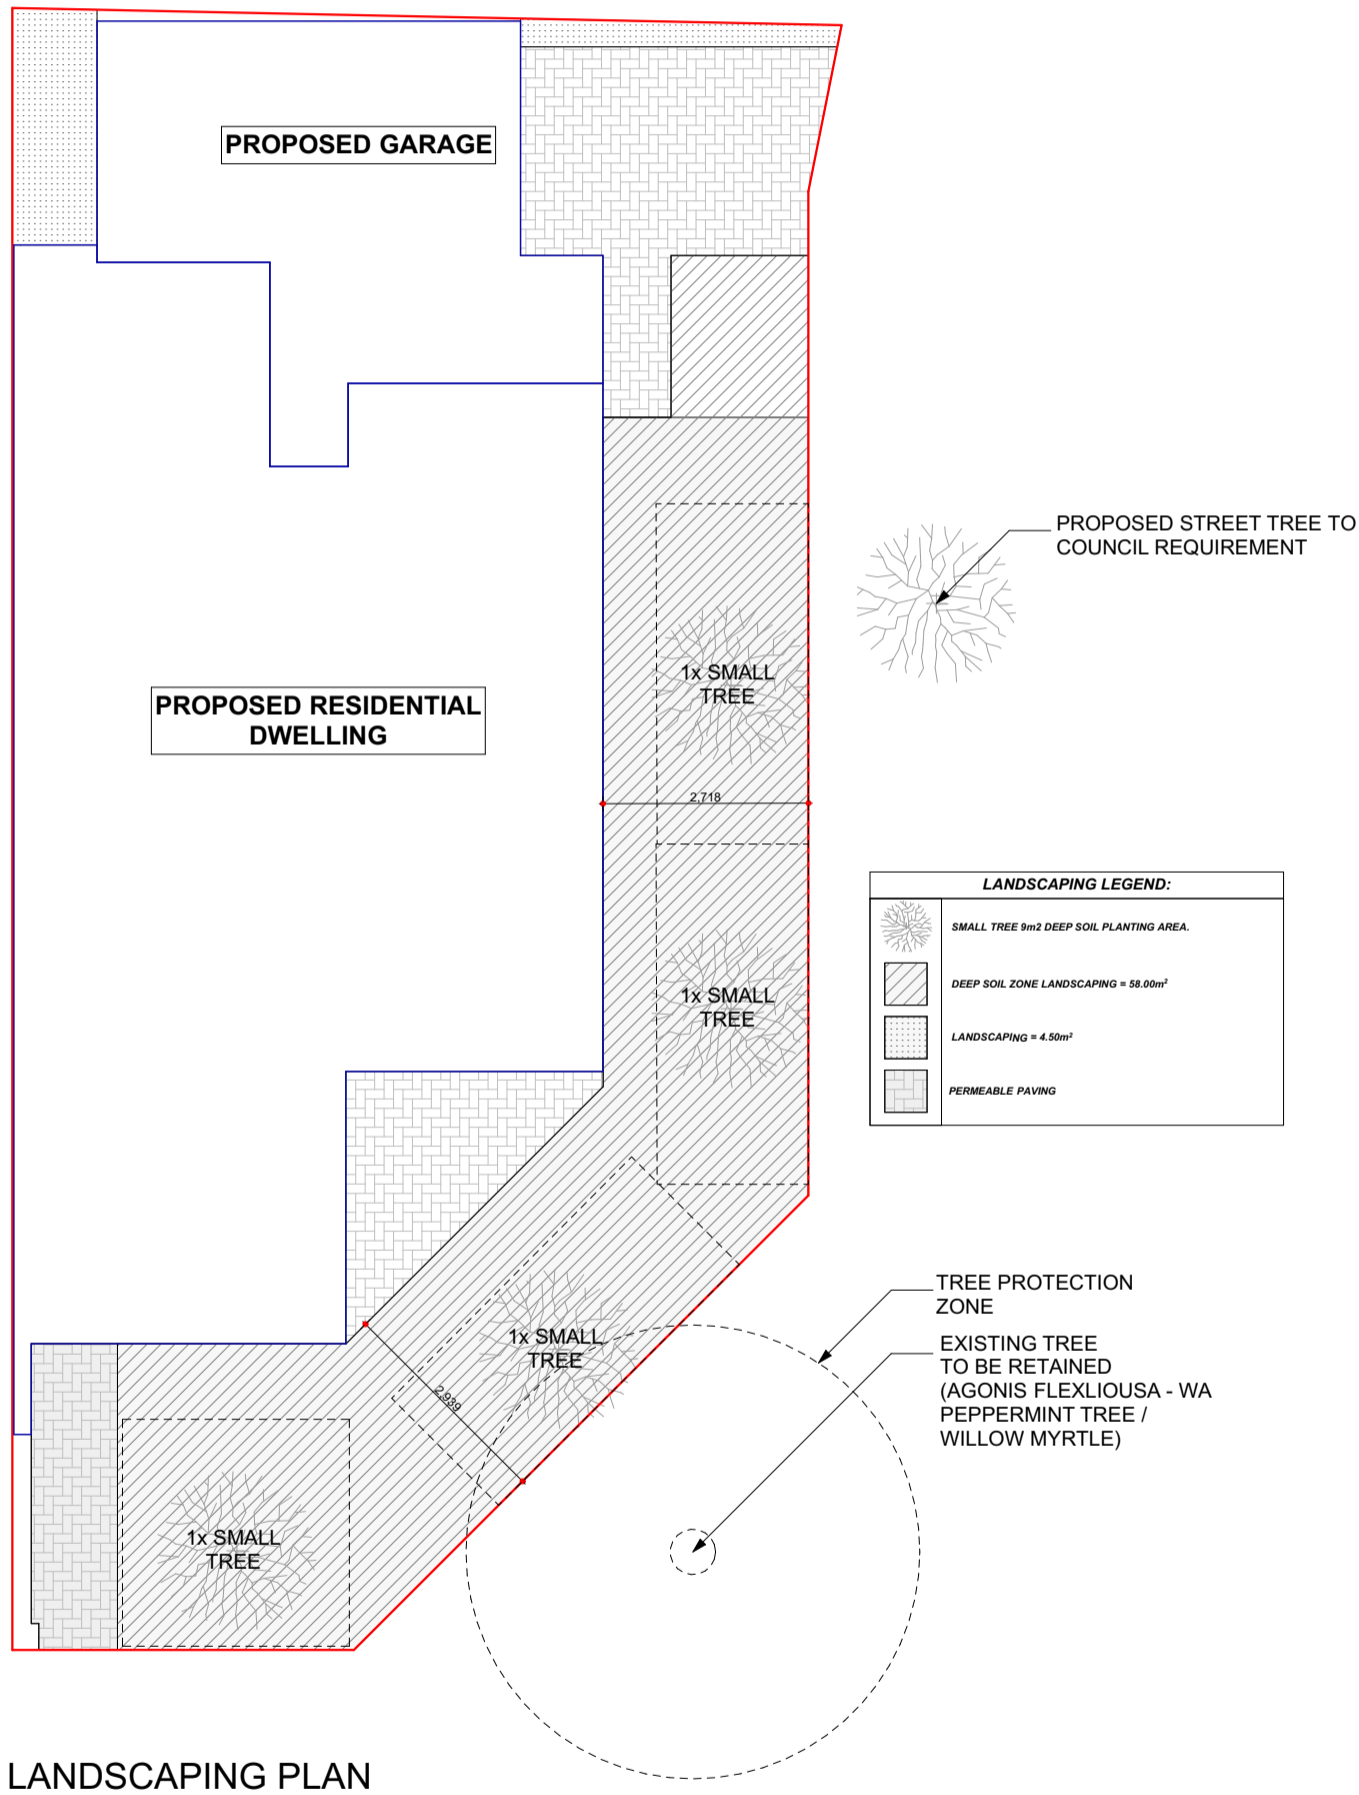 PROPOSED GARAGE
PROPOSED STREET TREE TO
COUNCIL REQUIREMENT
1x SMALL
TREE
PROPOSED RESIDENTIAL
DWELLING
2,718
LANDSCAPING LEGEND:
SMALL TREE 9m2 DEEP SOIL PLANTING AREA.
DEEP SOIL ZONE LANDSCAPING = 58.00m²
LANDSCAPING = 4.50m²
PERMEABLE PAVING
1x SMALL
TREE
TREE PROTECTION
ZONE
1x SMALL
TREE
EXISTING TREE
TO BE RETAINED
(AGONIS FLEXLIOUSA - WA
PEPPERMINT TREE /
WILLOW MYRTLE)
2,939
1x SMALL
TREE
LANDSCAPING PLAN